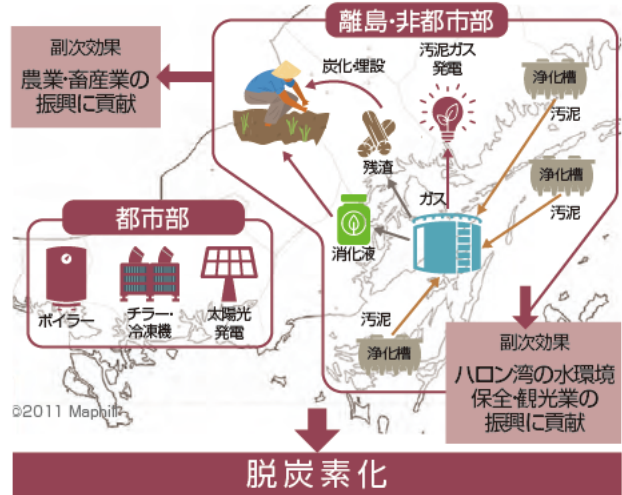 副次効果
農業・畜産業の
振興に貢献
離島・非都市部
炭化・埋設
汚泥ガス
発電
浄化槽
汚泥
残渣
ガス
浄化槽
汚泥
消化液
汚泥
浄化槽
都市部
ボイラー
チラー・
冷凍機
太陽光
発電
副次効果
ハロン湾の水環境
保全・観光業の
振興に貢献
©2011 Maphill
脱炭素化